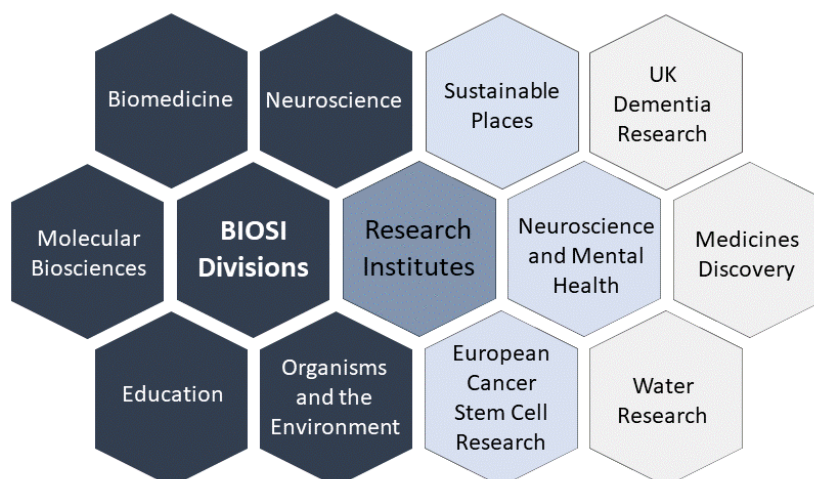 Biomedicine
Neuroscience
Sustainable
Places
UK
Dementia
Research
Molecular
Biosciences
BIOSI
Divisions
Research
Institutes
Neuroscience
and Mental
Health
Medicines
Discovery
Education
Organisms
and the
Environment
European
Cancer
Stem Cell
Research
Water
Research